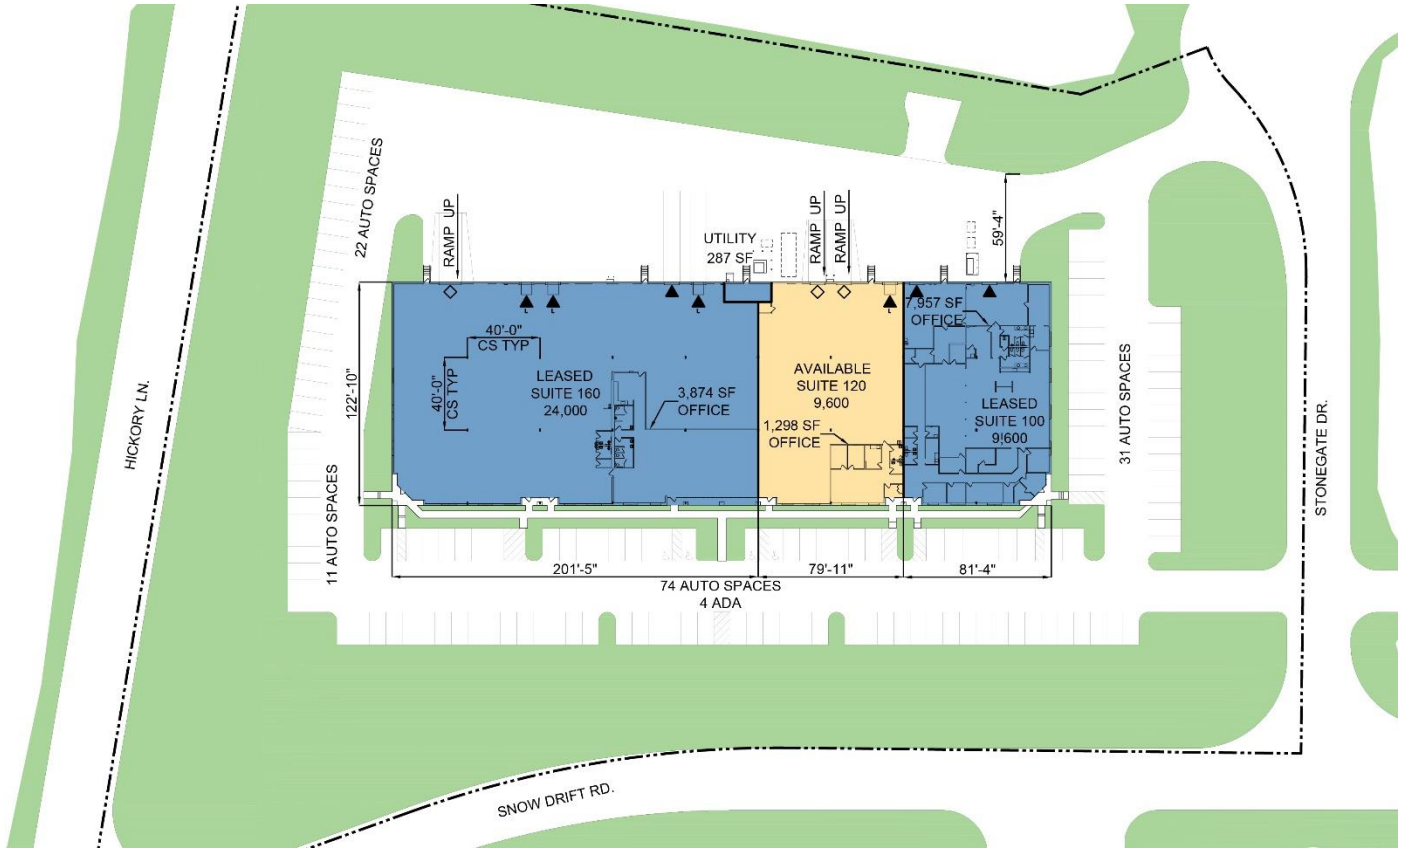 22 AUTO SPACES
RAMP UP
UTILITY
287 SF
RAMP UP
RAMP UP
59'-4"
7,957 SF
OFFICE
40'-0"
CS TYP
40'-0"
CS TYP
122'-10"
LEASED
SUITE 160
24,000
3,874 SF
OFFICE
AVAILABLE
SUITE 120
9,600
1,298 SF
OFFICE
LEASED
SUITE 100
9,600
31 AUTO SPACES
HICKORY LN.
STONEGATE DR.
11 AUTO SPACES
201'-5"
79'-11"
81'-4"
74 AUTO SPACES
4 ADA
SNOW DRIFT RD.